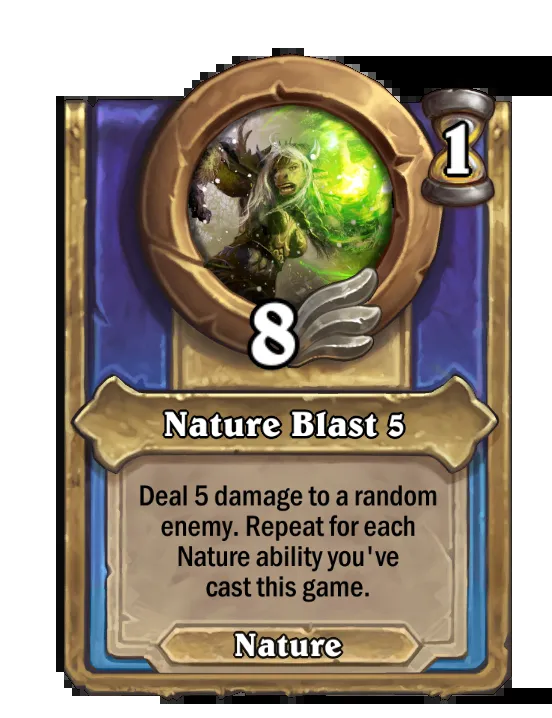 1
8
Nature Blast 5
Deal 5 damage to a random
enemy. Repeat for each
Nature ability you've
cast this game.
Nature